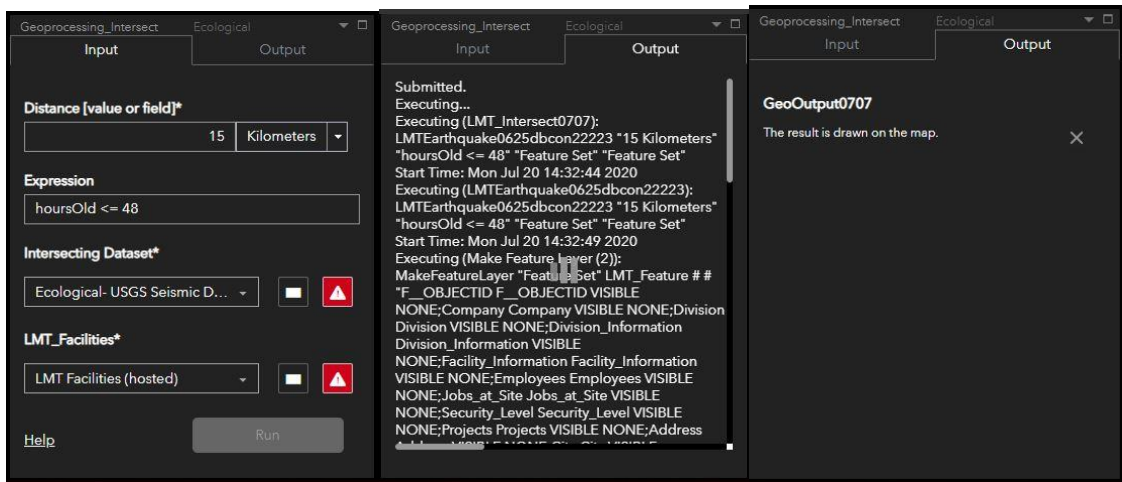 Geoprocessing_Intersect Ecological
Input Output
Distance [value or field]*
15 Kilometers
Expression
hoursOld <= 48
Intersecting Dataset*
Ecological- USGS Seismic D...
LMT_Facilities*
LMT Facilities (hosted)
Help Run
Geoprocessing_Intersect Ecological
Input Output
Submitted.
Executing...
Executing (LMT_Intersect0707):
LMTEarthquake0625dbcon22223 "15 Kilometers"
"hoursOld <= 48" "Feature Set" "Feature Set"
Start Time: Mon Jul 20 14:32:44 2020
Executing (LMTEarthquake0625dbcon22223):
LMTEarthquake0625dbcon22223 "15 Kilometers"
"hoursOld <= 48" "Feature Set" "Feature Set"
Start Time: Mon Jul 20 14:32:49 2020
Executing (Make Feature Layer (2)):
MakeFeatureLayer "Feature Set" LMT_Feature # #
"F__OBJECTID F__OBJECTID VISIBLE
NONE;Company Company VISIBLE NONE;Division
Division VISIBLE NONE;Division_Information
Division_Information VISIBLE
NONE;Facility_Information Facility_Information
VISIBLE NONE;Employees Employees VISIBLE
NONE;Jobs_at_Site Jobs_at_Site VISIBLE
NONE;Security_Level Security_Level VISIBLE
NONE;Projects Projects VISIBLE NONE;Address
Geoprocessing_Intersect Ecological
Input Output
GeoOutput0707
The result is drawn on the map.